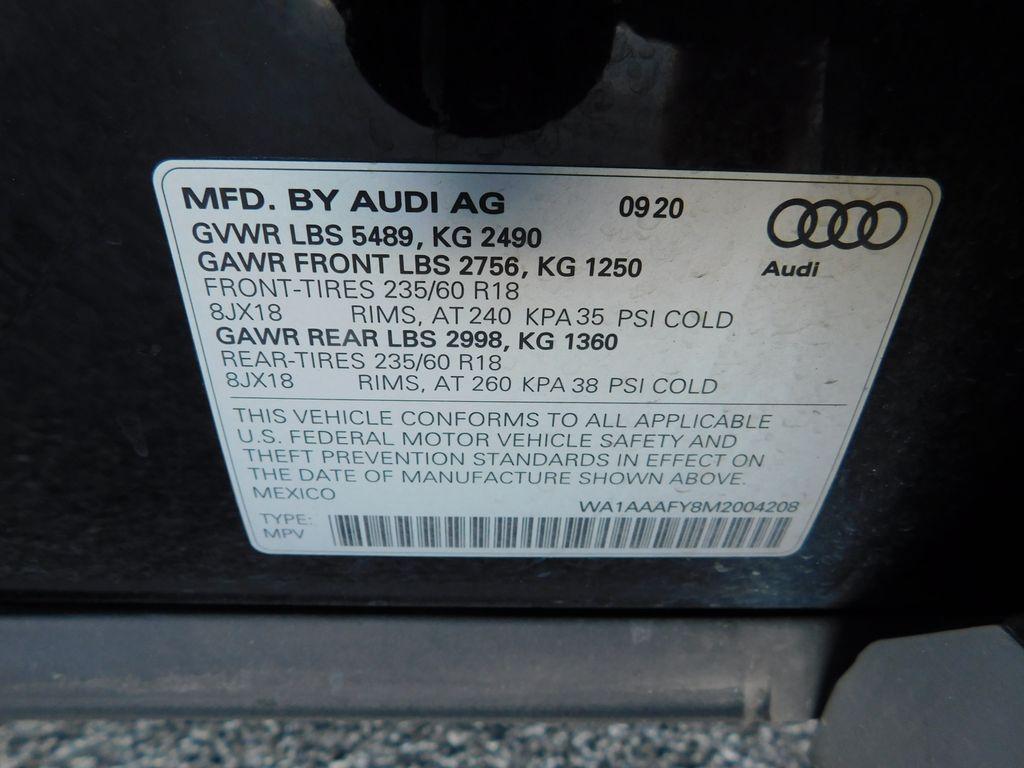 MFD. BY AUDI AG 0920
GVWR LBS 5489, KG 2490
GAWR FRONT LBS 2756, KG 1250
Audi
FRONT-TIRES 235/60 R18
8JX18 RIMS, AT 240 KPA 35 PSI COLD
GAWR REAR LBS 2998, KG 1360
REAR-TIRES 235/60 R18
8JX18 RIMS, AT 260 KPA 38 PSI COLD
THIS VEHICLE CONFORMS TO ALL APPLICABLE
U.S. FEDERAL MOTOR VEHICLE SAFETY AND
THEFT PREVENTION STANDARDS IN EFFECT ON
THE DATE OF MANUFACTURE SHOWN ABOVE.
MEXICO
WA1AAAFY8M2004208
TYPE:
MPV